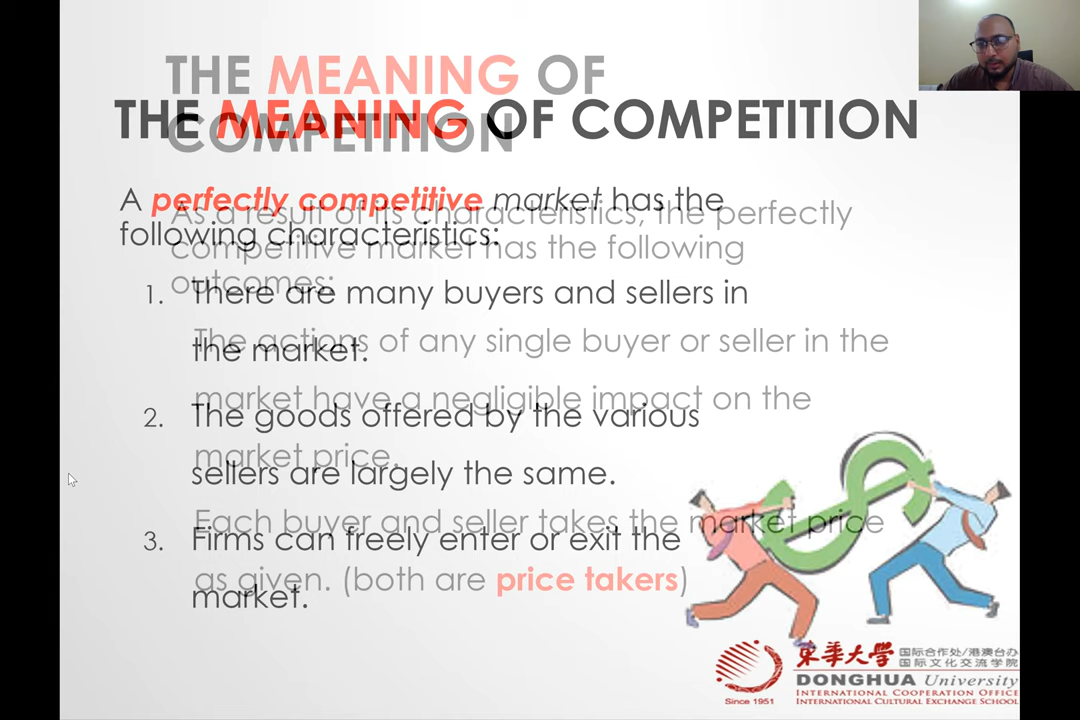 THE MEANING OF
COMPETITION
THE MEANING OF COMPETITION
A perfectly competitive market has the
following characteristics:
As a result of its characteristics, the perfectly
competitive market has the following
outcomes:
1. There are many buyers and sellers in
the market.
The actions of any single buyer or seller in the
market have a negligible impact on the
market price.
2. The goods offered by the various
sellers are largely the same.
Each buyer and seller takes the market price
as given. (both are price takers)
3. Firms can freely enter or exit the
market.
東華大学
国际合作处/港澳台办
国际文化交流学院
DONGHUA University
INTERNATIONAL COOPERATION OFFICE
INTERNATIONAL CULTURAL EXCHANGE SCHOOL
Since 1951